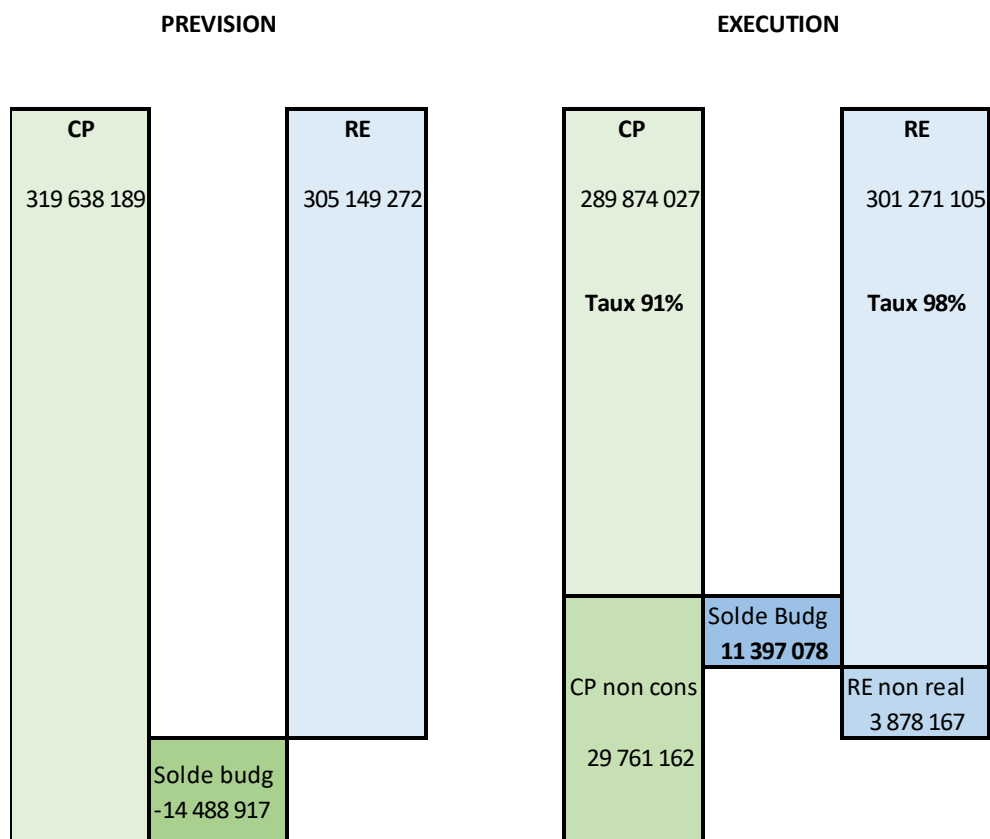 PREVISION
EXECUTION
CP
RE
CP
RE
319 638 189
305 149 272
289 874 027
301 271 105
Taux 91%
Taux 98%
Solde Budg
11 397 078
CP non cons
RE non real
3 878 167
29 761 162
Solde budg
-14 488 917